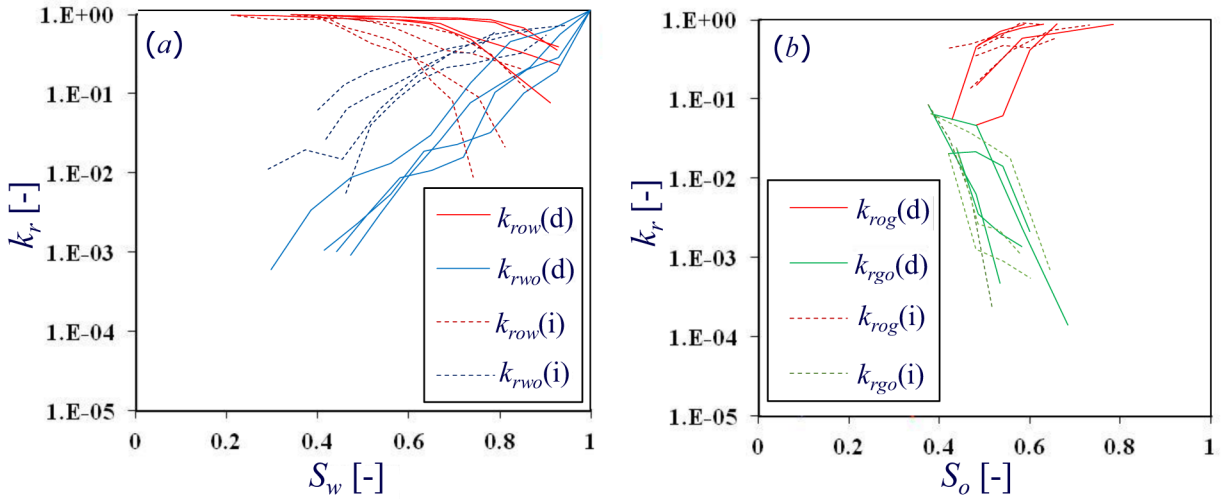 (a)
1.E+00
1.E-01
1.E-02
1.E-03
1.E-04
1.E-05
k_r [-]
0
0.2
0.4
0.6
0.8
1
S_w [-]
k_row(d)
k_rwo(d)
k_row(i)
k_rwo(i)
(b)
1.E+00
1.E-01
1.E-02
1.E-03
1.E-04
1.E-05
k_r [-]
0
0.2
0.4
0.6
0.8
1
S_o [-]
k_rog(d)
k_rgo(d)
k_rog(i)
k_rgo(i)